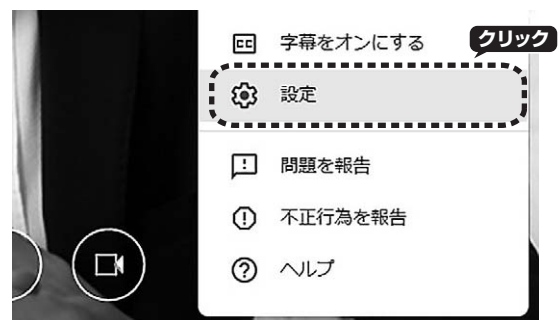 字幕をオンにする
クリック
設定
問題を報告
不正行為を報告
ヘルプ